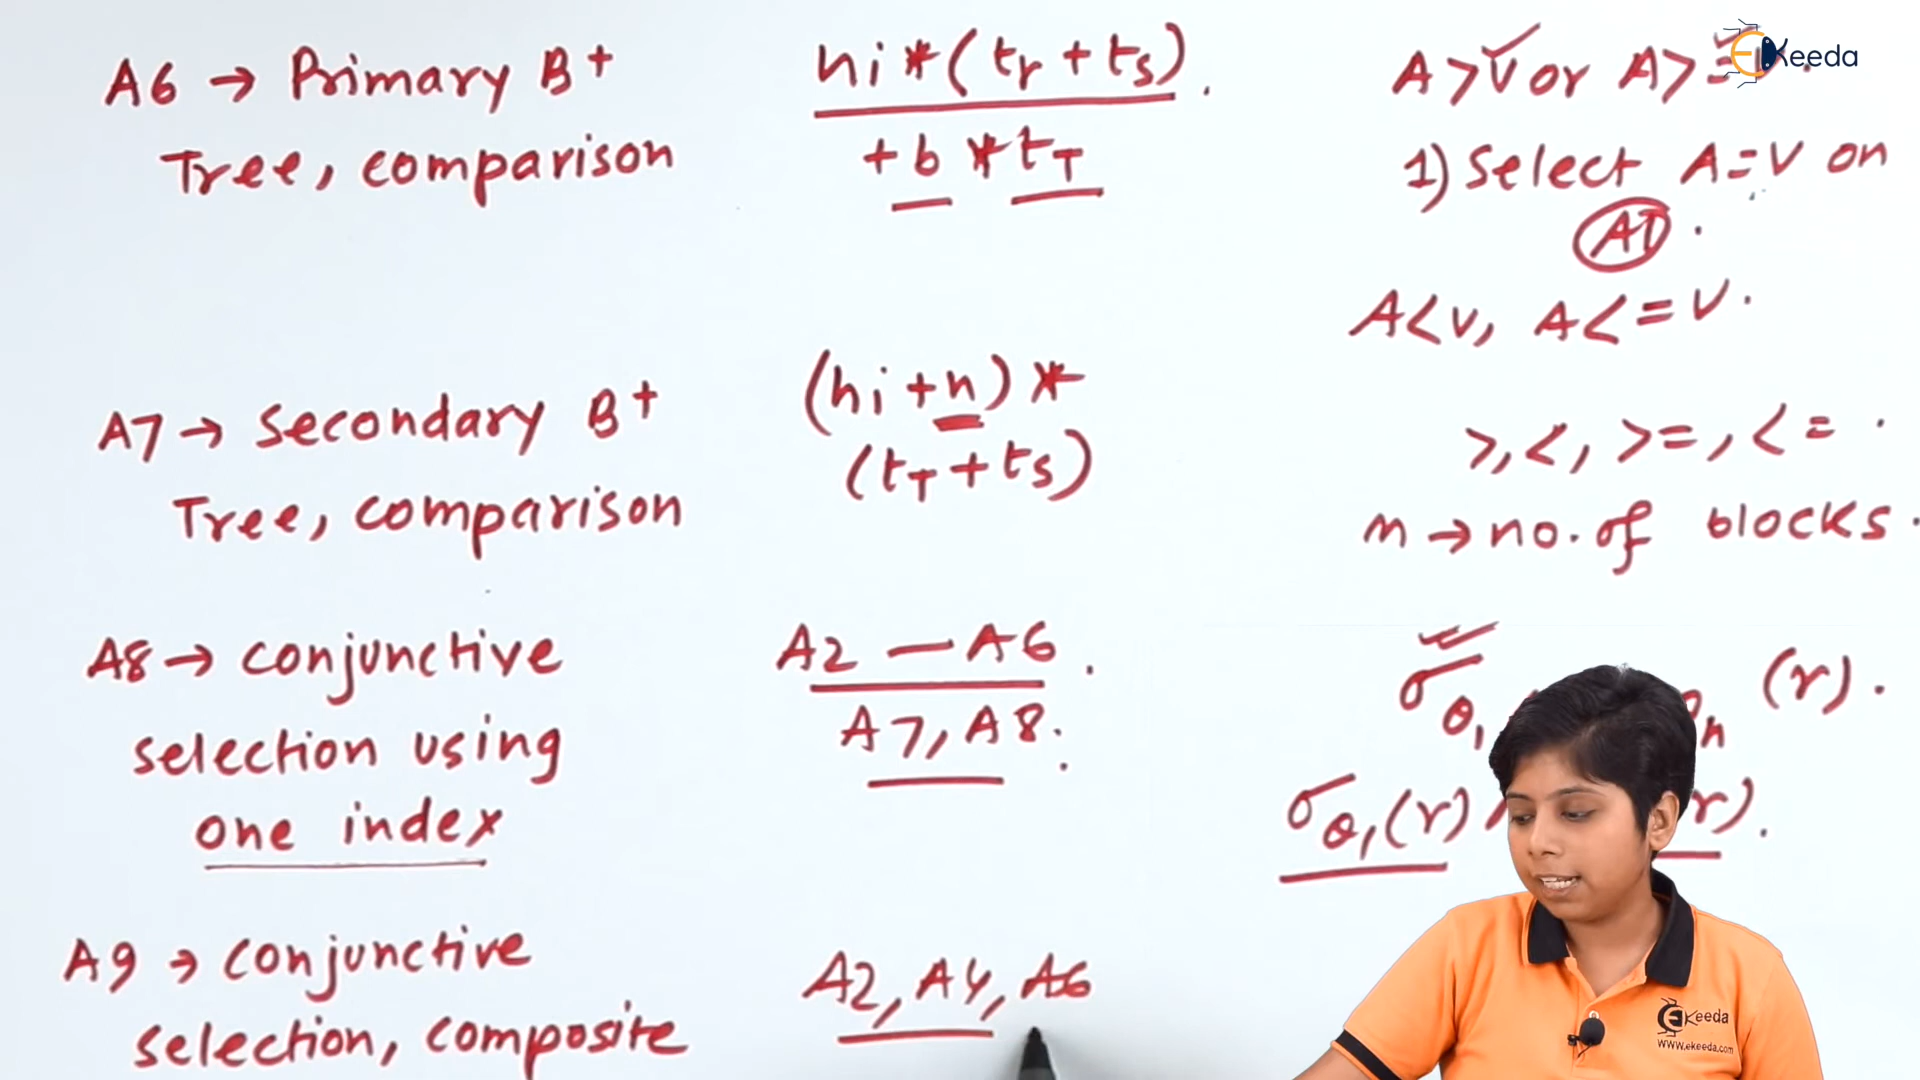 A6 → Primary B+
Tree, comparison
hi * (tr + ts).
+ b * tT
A > V or A >=
1) Select A = V on
A1.
A < v, A < = V.
A7 → Secondary B+
Tree, comparison
(hi + n) *
(tT + ts)
>, <, > =, < = .
n → no. of blocks.
A8 → conjunctive
selection using
one index
A2 — A6.
A7, A8.
σ θ1 θn (r).
σθ1(r) r).
A9 → conjunctive
selection, composite
A2, A4, A6
EKeeda
EKeeda
www.ekeeda.com